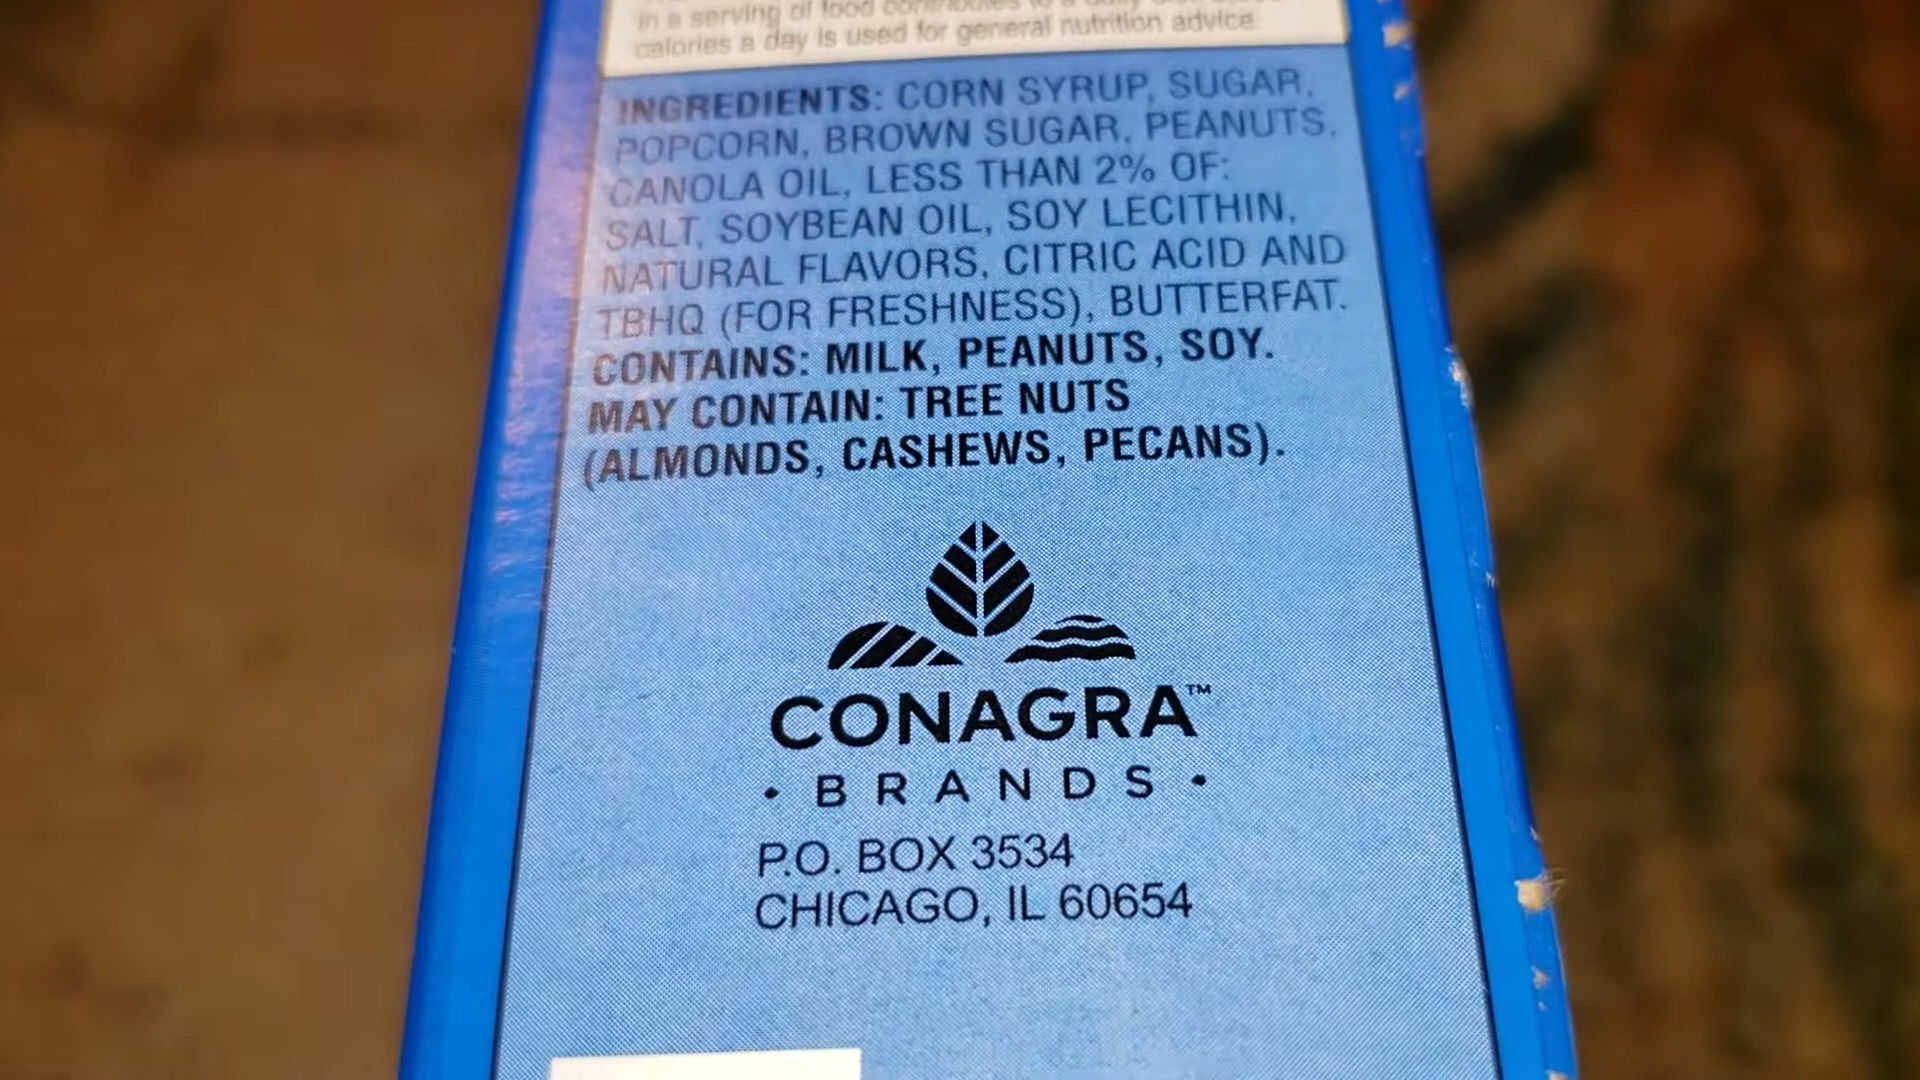 in a serving of food contributes to a daily
calories a day is used for general nutrition advice.
INGREDIENTS: CORN SYRUP, SUGAR,
POPCORN, BROWN SUGAR, PEANUTS,
CANOLA OIL, LESS THAN 2% OF:
SALT, SOYBEAN OIL, SOY LECITHIN,
NATURAL FLAVORS, CITRIC ACID AND
TBHQ (FOR FRESHNESS), BUTTERFAT.
CONTAINS: MILK, PEANUTS, SOY.
MAY CONTAIN: TREE NUTS
(ALMONDS, CASHEWS, PECANS).
CONAGRA™
• BRANDS •
P.O. BOX 3534
CHICAGO, IL 60654